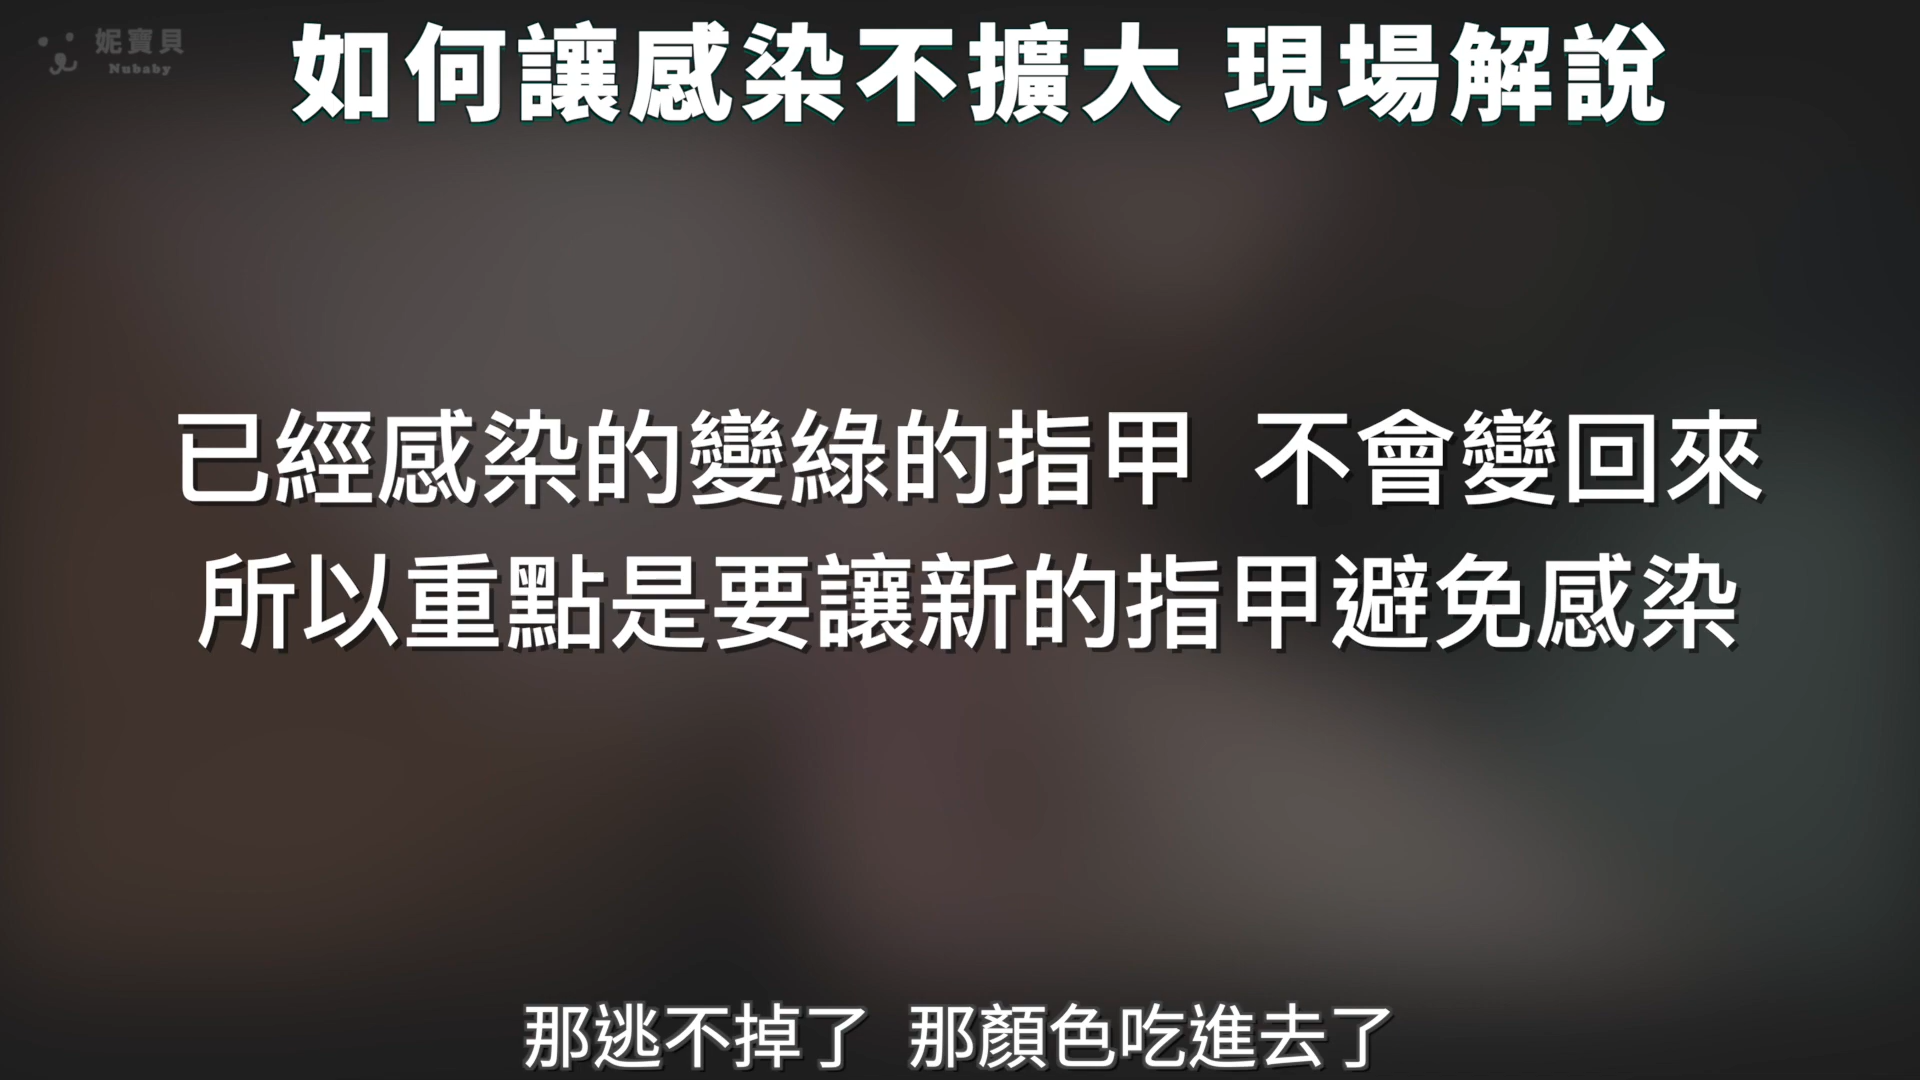 妮寶貝
Nubaby
如何讓感染不擴大 現場解說
已經感染的變綠的指甲 不會變回來
所以重點是要讓新的指甲避免感染
那逃不掉了 那顏色吃進去了